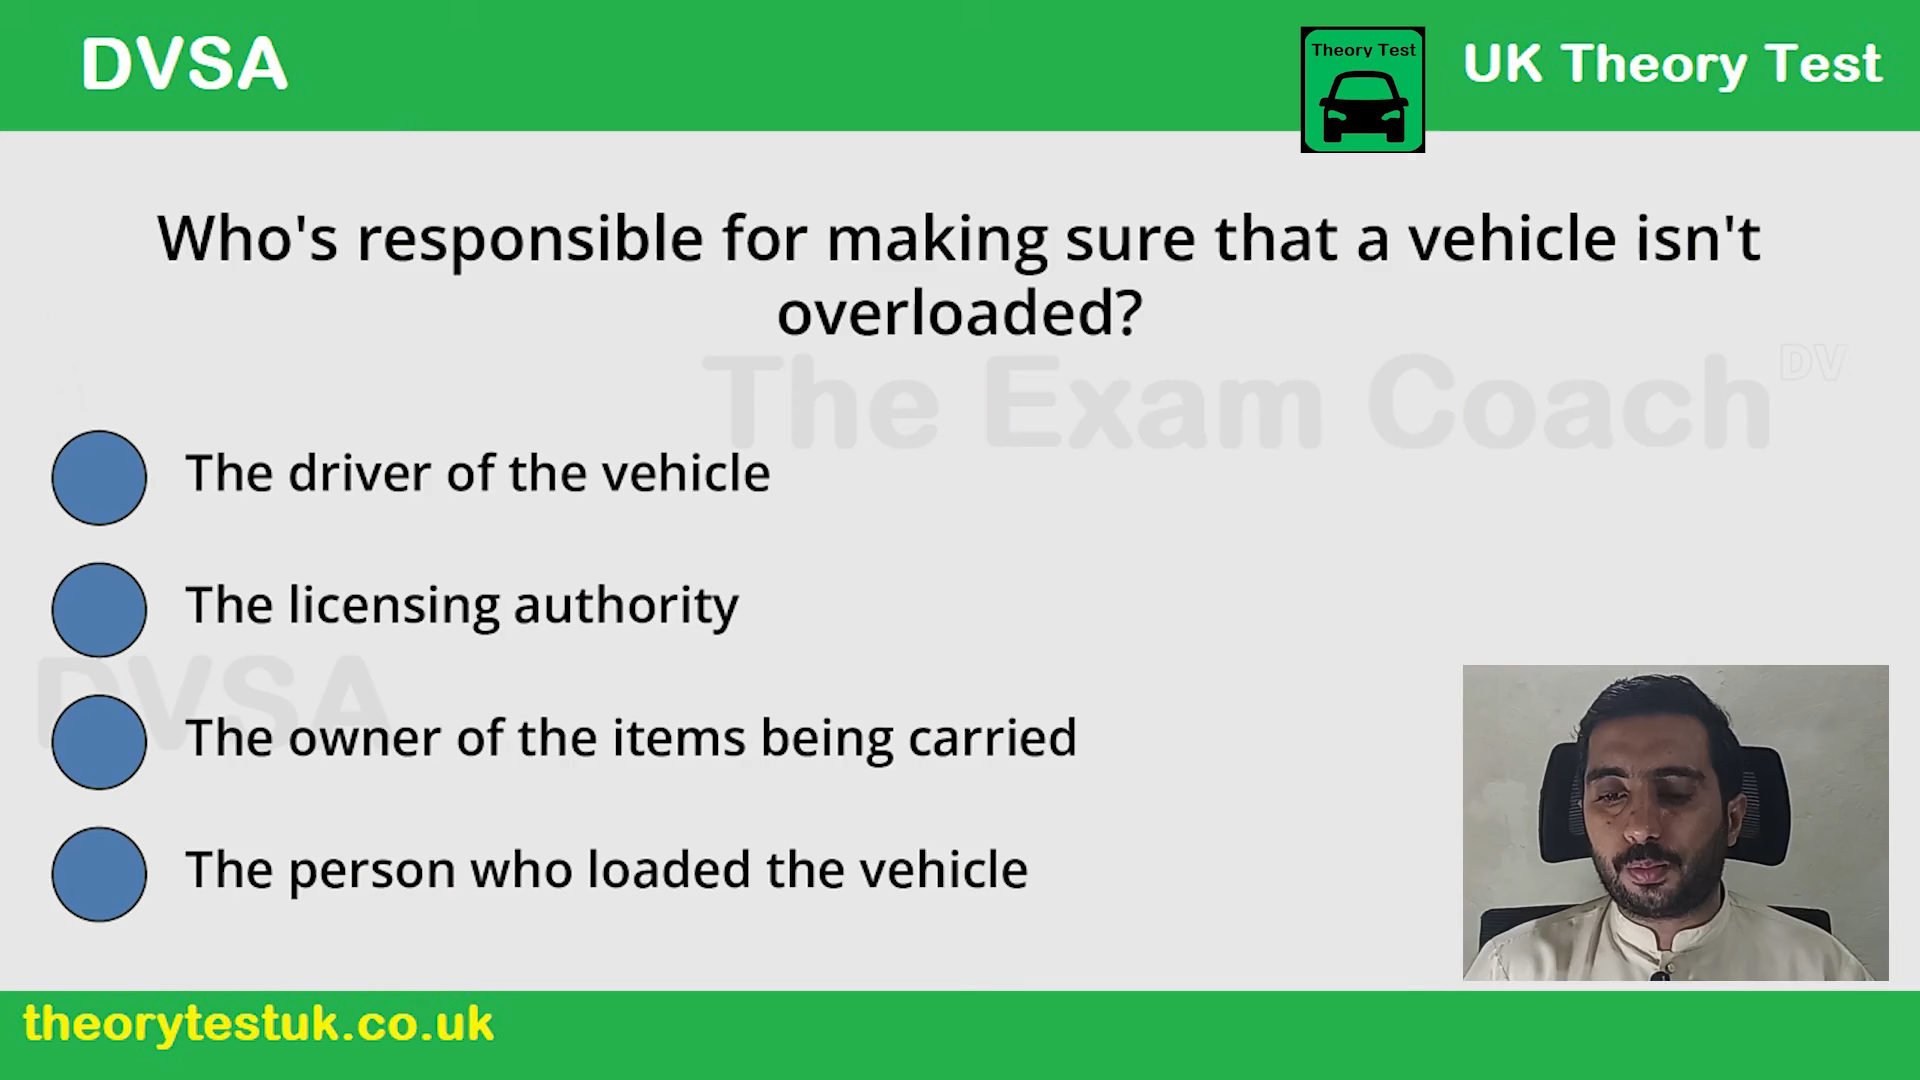 DVSA
Theory Test
UK Theory Test
Who's responsible for making sure that a vehicle isn't
overloaded?
The Exam Coach
DV
The driver of the vehicle
The licensing authority
DVSA
The owner of the items being carried
The person who loaded the vehicle
theorytestuk.co.uk